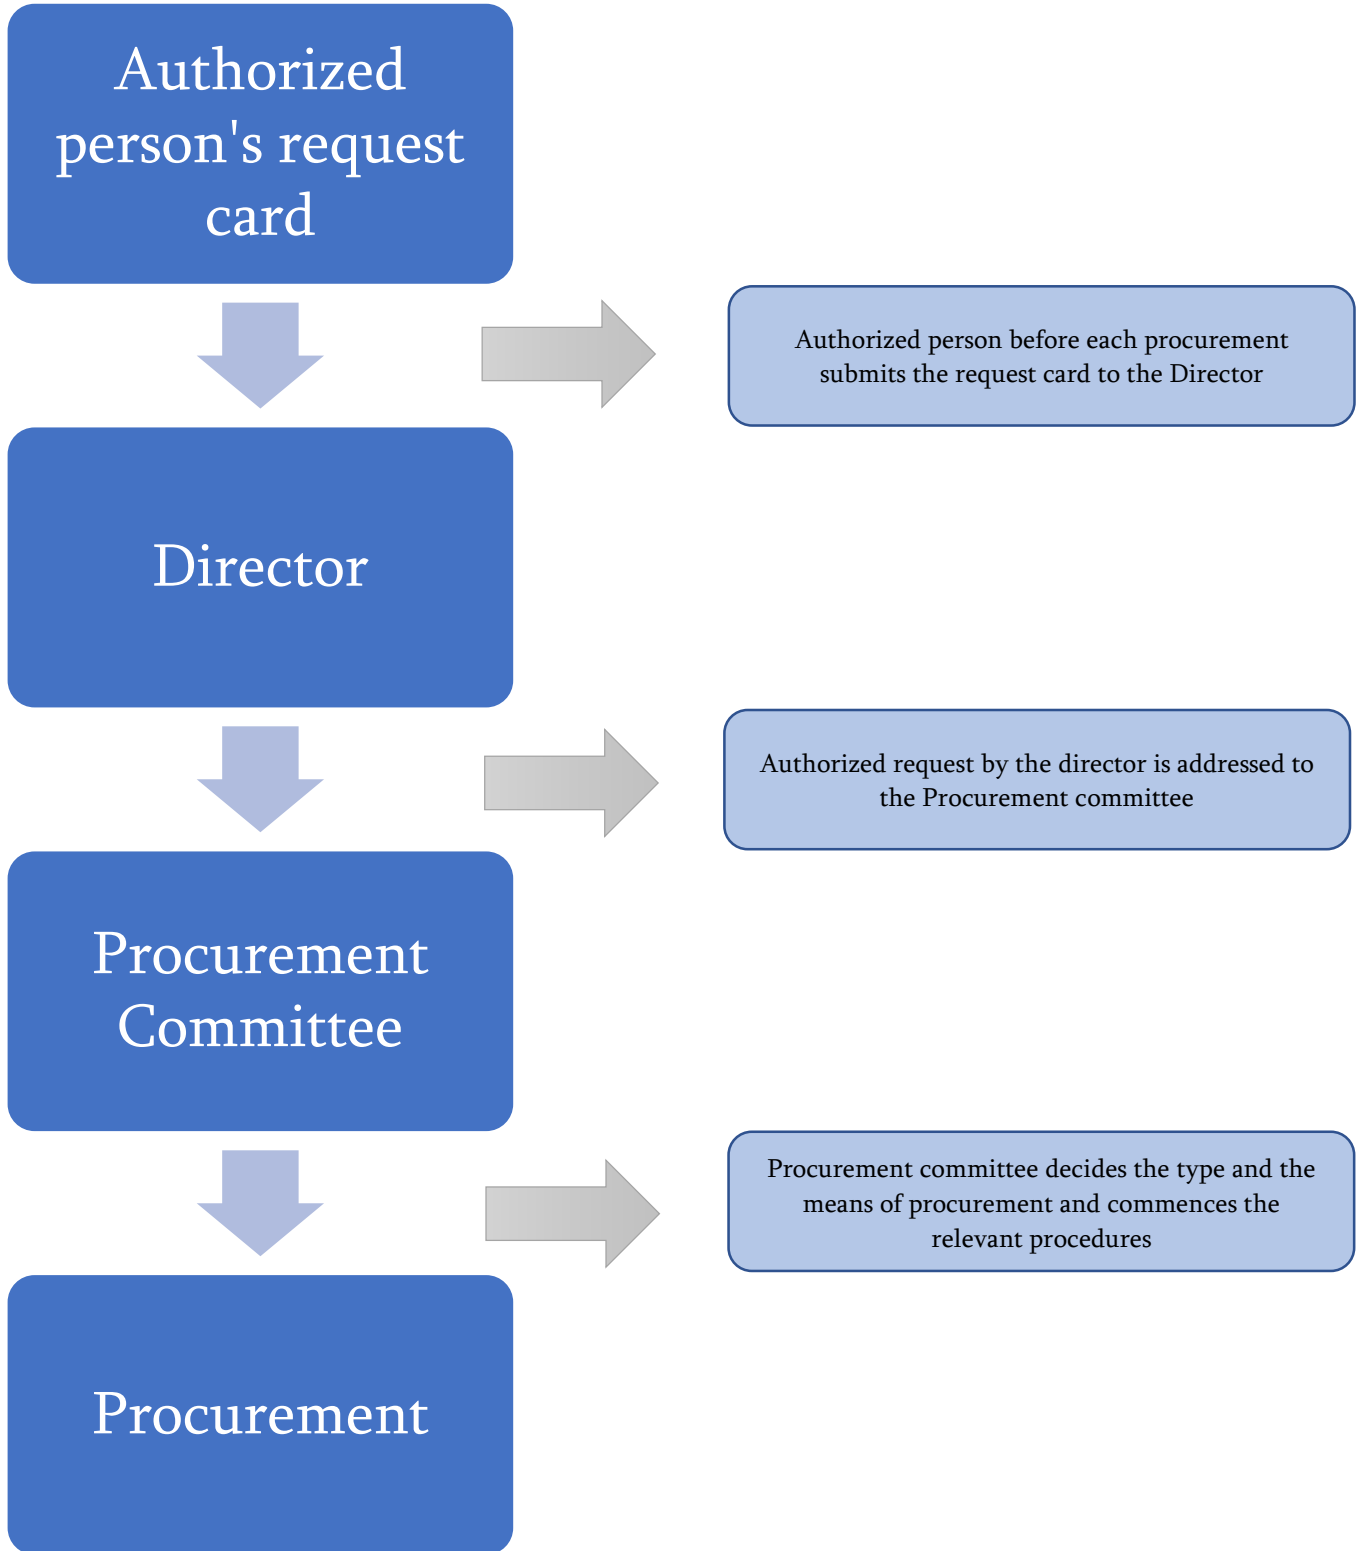 Authorized
person's request
card
Authorized person before each procurement
submits the request card to the Director
Director
Authorized request by the director is addressed to
the Procurement committee
Procurement
Committee
Procurement committee decides the type and the
means of procurement and commences the
relevant procedures
Procurement